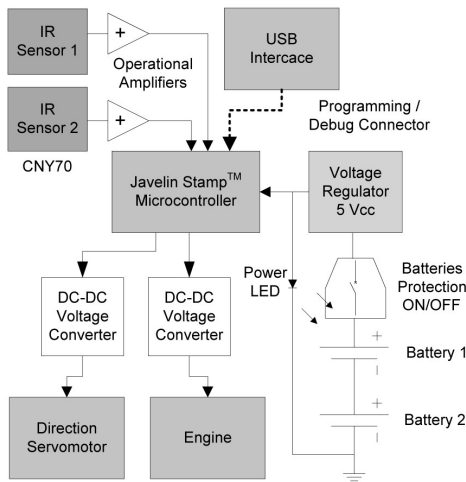 IR
Sensor 1
+
Operational
Amplifiers
USB
Intercace
IR
Sensor 2
+
CNY70
Programming /
Debug Connector
Javelin Stamp™
Microcontroller
Voltage
Regulator
5 Vcc
Power
LED
Batteries
Protection
ON/OFF
DC-DC
Voltage
Converter
DC-DC
Voltage
Converter
+
Battery 1
Direction
Servomotor
Engine
+
Battery 2